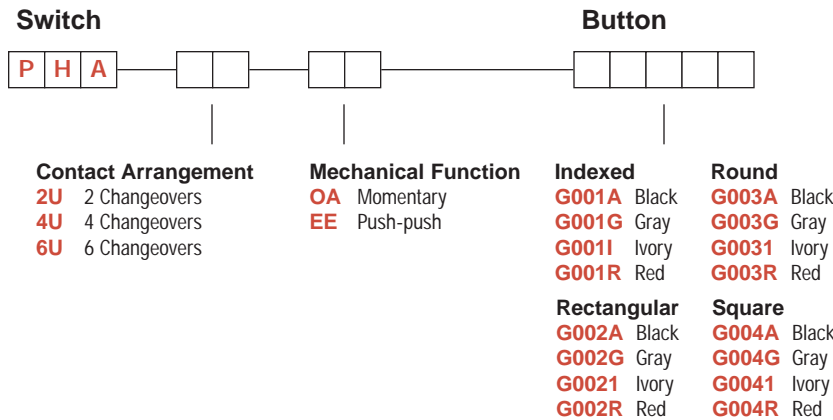 Switch
Button
P H A
Contact Arrangement
2U 2 Changeovers
4U 4 Changeovers
6U 6 Changeovers
Mechanical Function
OA Momentary
EE Push-push
Indexed
G001A Black
G001G Gray
G001I Ivory
G001R Red
Round
G003A Black
G003G Gray
G0031 Ivory
G003R Red
Rectangular
G002A Black
G002G Gray
G0021 Ivory
G002R Red
Square
G004A Black
G004G Gray
G0041 Ivory
G004R Red